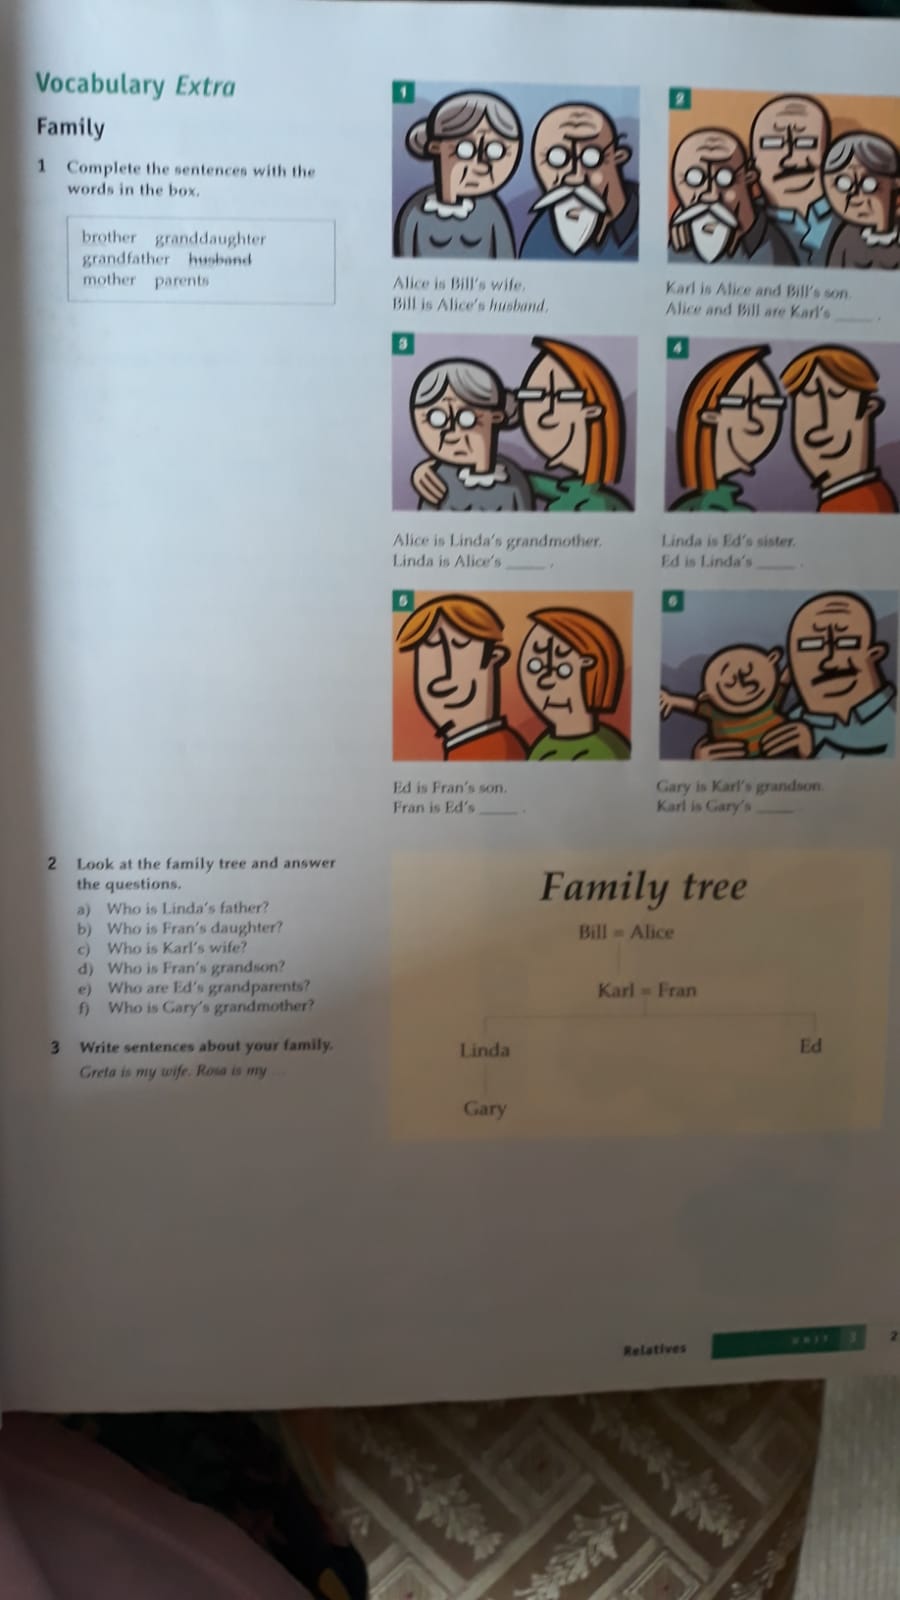 Vocabulary Extra
Family
1 Complete the sentences with the
words in the box.
brother granddaughter
grandfather husband
mother parents
1
Alice is Bill's wife.
Bill is Alice's husband.
2
Karl is Alice and Bill's son.
Alice and Bill are Karl's _____ .
3
Alice is Linda's grandmother.
Linda is Alice's _____ .
4
Linda is Ed's sister.
Ed is Linda's _____ .
5
Ed is Fran's son.
Fran is Ed's _____ .
6
Gary is Karl's grandson.
Karl is Gary's _____
2 Look at the family tree and answer
the questions.
a) Who is Linda's father?
b) Who is Fran's daughter?
c) Who is Karl's wife?
d) Who is Fran's grandson?
e) Who are Ed's grandparents?
f) Who is Gary's grandmother?
3 Write sentences about your family.
Greta is my wife. Rosa is my ...
Family tree
Bill = Alice
Karl = Fran
Linda Ed
Gary
Relatives UNIT 3 2